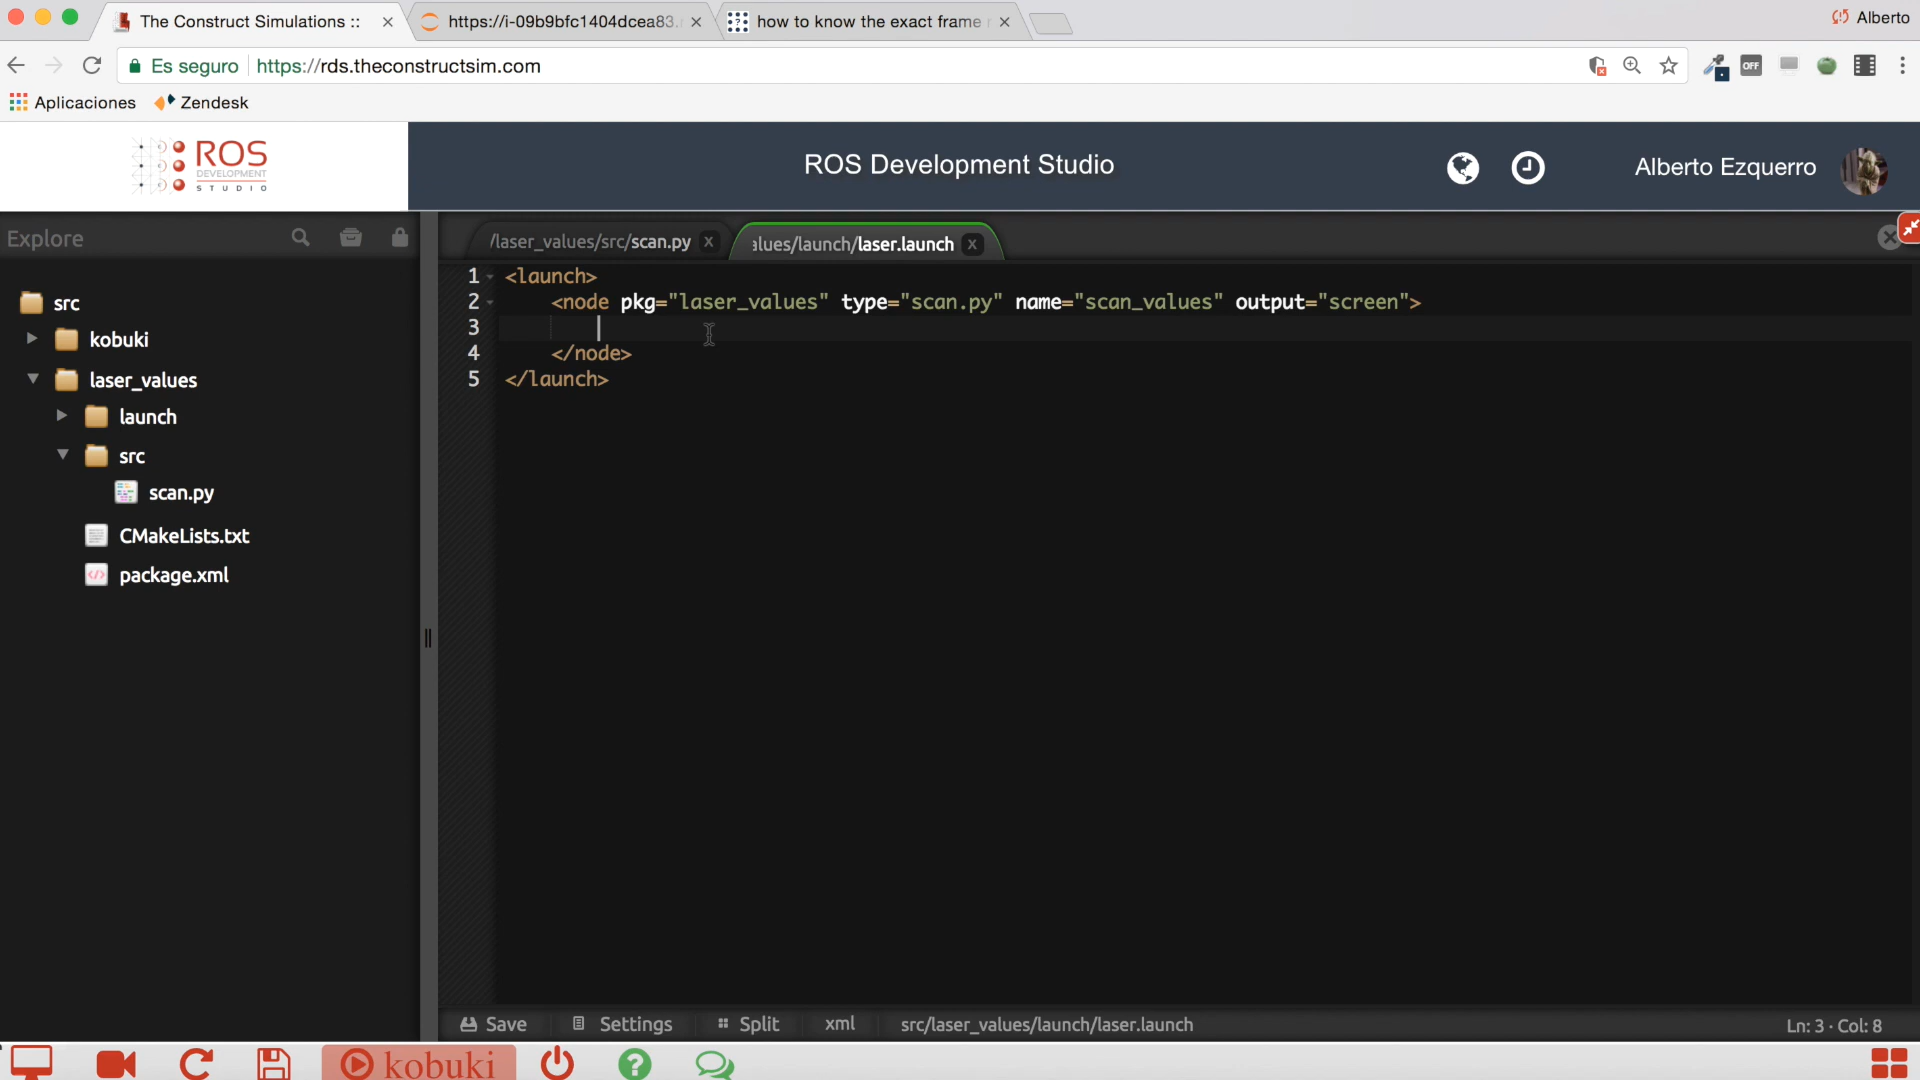 The Construct Simulations ::
https://i-09b9bfc1404dcea83.
how to know the exact frame
Alberto
Es seguro
https://rds.theconstructsim.com
OFF
Aplicaciones
Zendesk
ROS
DEVELOPMENT
STUDIO
ROS Development Studio
Alberto Ezquerro
Explore
/laser_values/src/scan.py x
alues/launch/laser.launch x
src
kobuki
laser_values
launch
src
scan.py
CMakeLists.txt
package.xml
1 <launch>
2 <node pkg="laser_values" type="scan.py" name="scan_values" output="screen">
3
4 </node>
5 </launch>
Save
Settings
Split
xml
src/laser_values/launch/laser.launch
Ln: 3 · Col: 8
kobuki
?